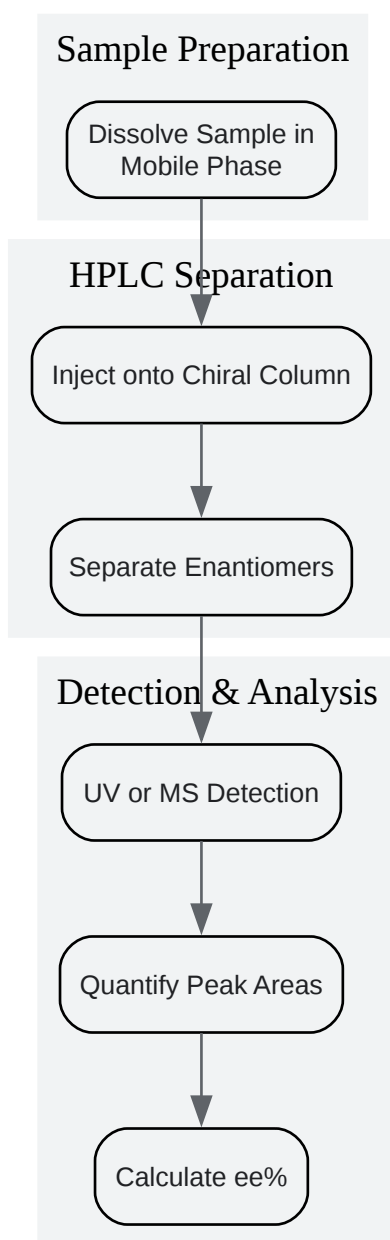 Sample Preparation
Dissolve Sample in
Mobile Phase
HPLC Separation
Inject onto Chiral Column
Separate Enantiomers
Detection & Analysis
UV or MS Detection
Quantify Peak Areas
Calculate ee%